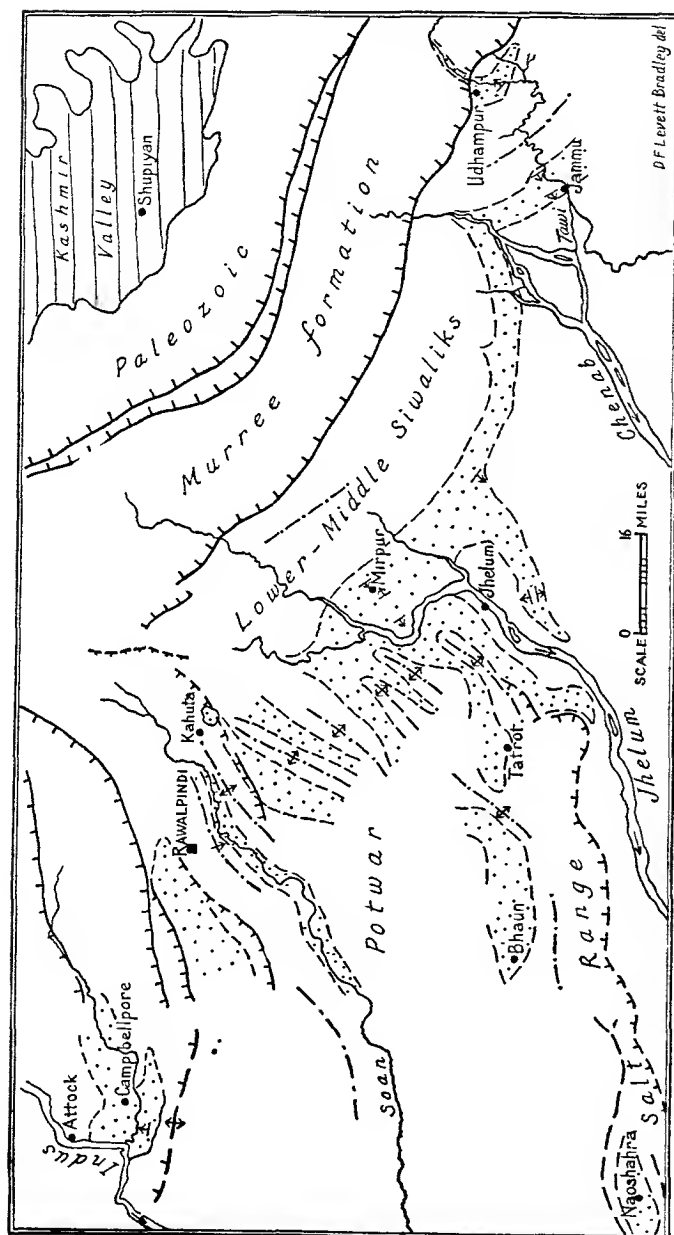 Kashmir
Valley
Shupiyan
Paleozoic
Murree formation
Lower-Middle Siwaliks
Udhampur
Jammu
Tawi
Chenab
Mirpur
Jhelum
Jhelum
Kahuta
RAWALPINDI
Tatrot
Bhaun
Potwar
Soan
Attock
Campbellpore
Indus
Salt Range
Naoshahra
SCALE 0 16 MILES
D F Levett Bradley del